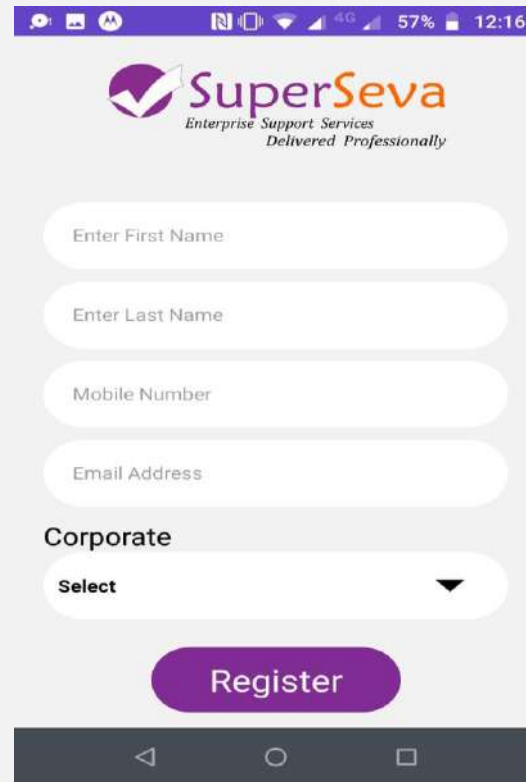 4G 57% 12:16
SuperSeva
Enterprise Support Services
Delivered Professionally
Enter First Name
Enter Last Name
Mobile Number
Email Address
Corporate
Select
Register